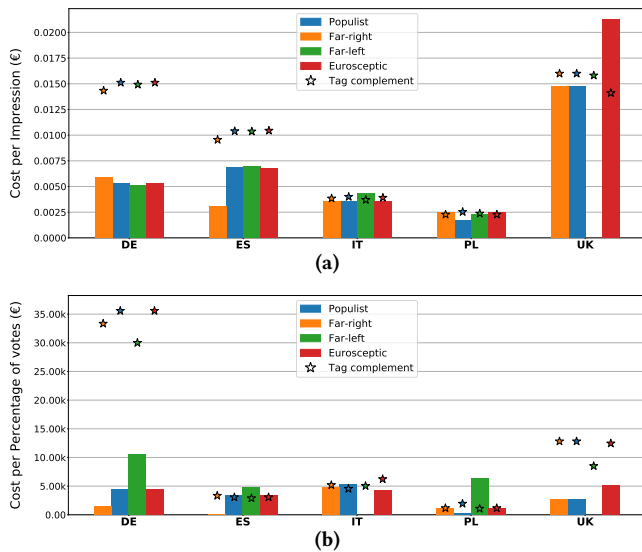 Cost per Impression (€)
0.0200
0.0175
0.0150
0.0125
0.0100
0.0075
0.0050
0.0025
0.0000
Populist
Far-right
Far-left
Eurosceptic
Tag complement
DE ES IT PL UK
(a)
Cost per Percentage of votes (€)
35.00k
30.00k
25.00k
20.00k
15.00k
10.00k
5.00k
0.00
Populist
Far-right
Far-left
Eurosceptic
Tag complement
DE ES IT PL UK
(b)